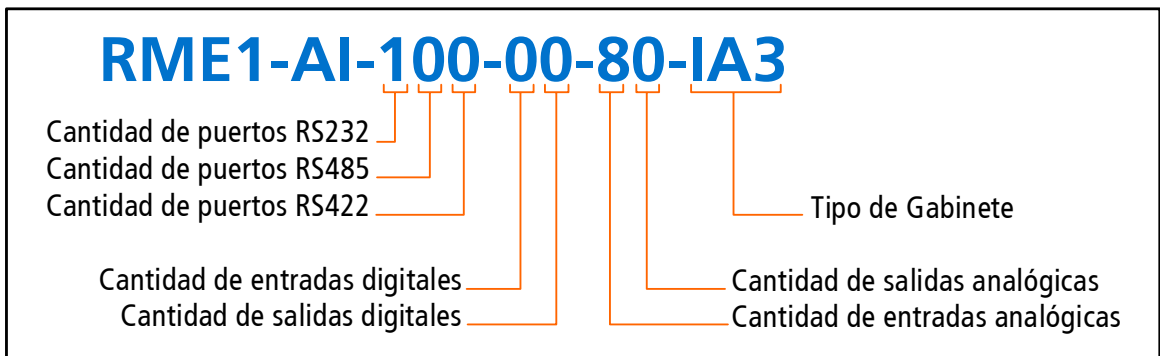 RME1-AI-100-00-80-IA3
Cantidad de puertos RS232
Cantidad de puertos RS485
Cantidad de puertos RS422
Tipo de Gabinete
Cantidad de entradas digitales
Cantidad de salidas analógicas
Cantidad de salidas digitales
Cantidad de entradas analógicas